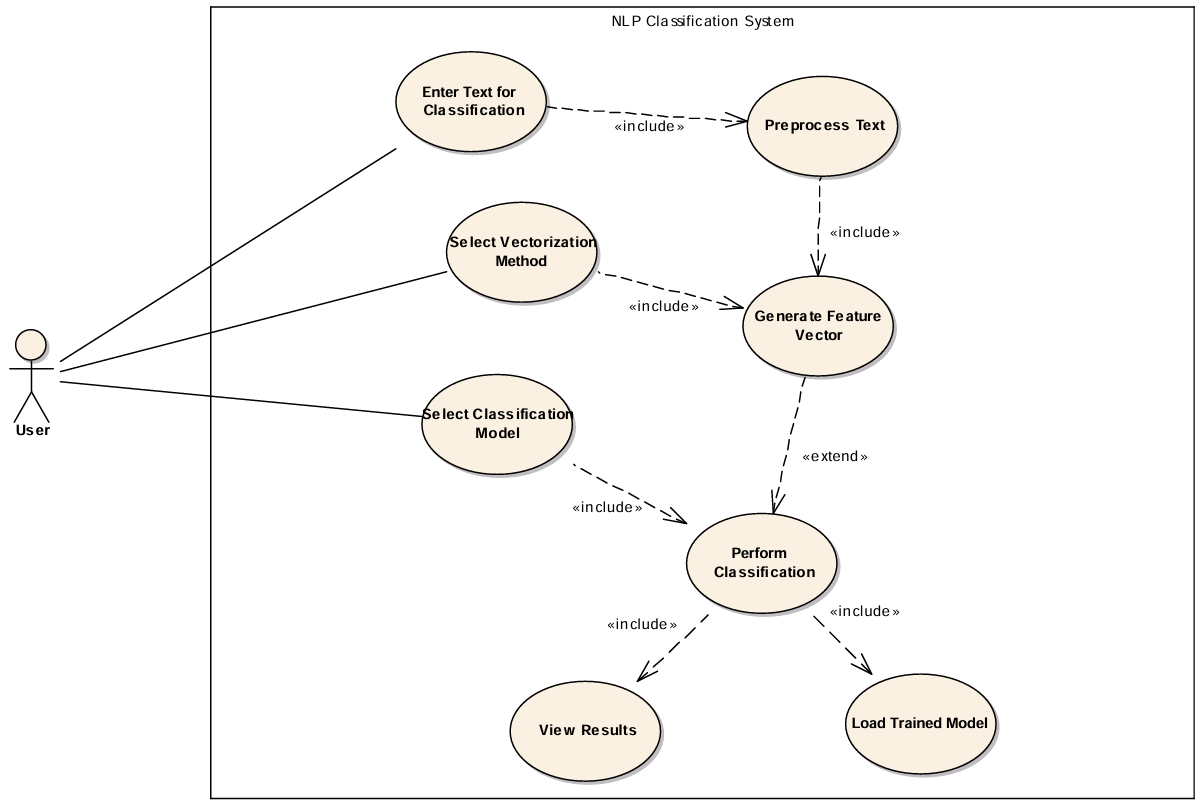 NLP Classification System
Enter Text for
Classification
«include»
Preprocess Text
«include»
Select Vectorization
Method
«include»
Generate Feature
Vector
User
Select Classification
Model
«extend»
«include»
Perform
Classification
«include»
«include»
View Results
Load Trained Model